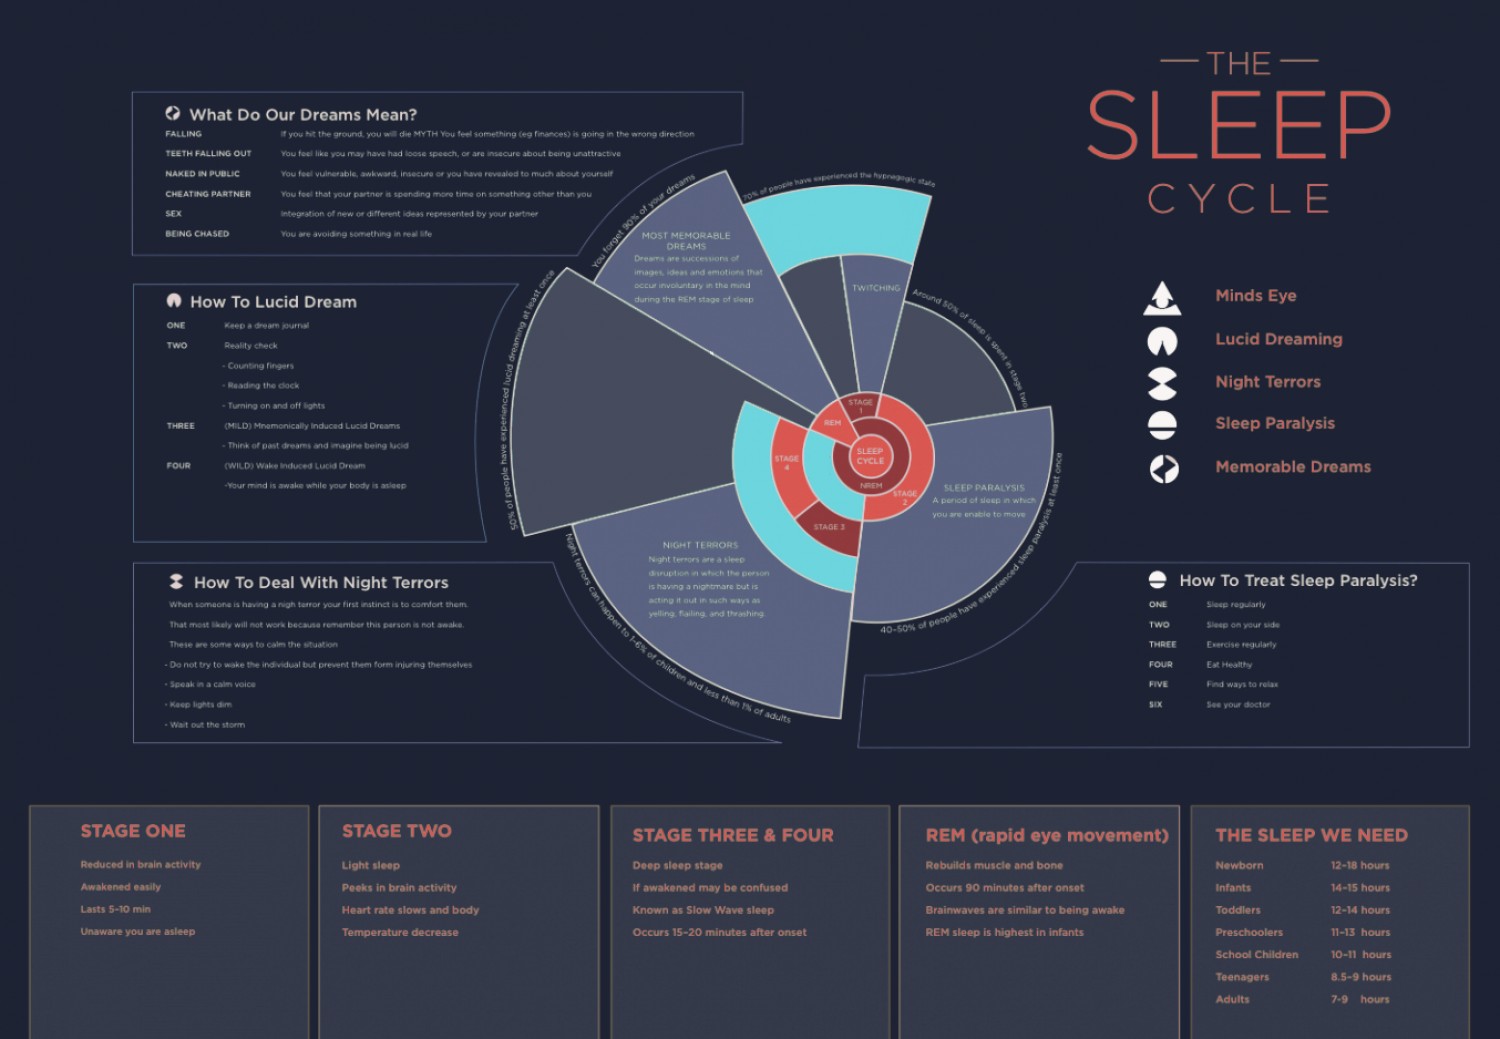 THE
SLEEP
CYCLE
What Do Our Dreams Mean?
FALLING If you hit the ground, you will die MYTH You feel something (eg finances) is going in the wrong direction
TEETH FALLING OUT You feel like you may have had loose speech, or are insecure about being unattractive
NAKED IN PUBLIC You feel vulnerable, awkward, insecure or you have revealed to much about yourself
CHEATING PARTNER You feel that your partner is spending more time on something other than you
SEX Integration of new or different ideas represented by your partner
BEING CHASED You are avoiding something in real life
How To Lucid Dream
ONE Keep a dream journal
TWO Reality check
- Counting fingers
- Reading the clock
- Turning on and off lights
THREE (MILD) Mnemonically Induced Lucid Dreams
- Think of past dreams and imagine being lucid
FOUR (WILD) Wake Induced Lucid Dream
-Your mind is awake while your body is asleep
How To Deal With Night Terrors
When someone is having a nigh terror your first instinct is to comfort them.
That most likely will not work because remember this person is not awake.
These are some ways to calm the situation
- Do not try to wake the individual but prevent them form injuring themselves
- Speak in a calm voice
- Keep lights dim
- Wait out the storm
You forget 90% of your dreams
MOST MEMORABLE
DREAMS
Dreams are successions of
images, ideas and emotions that
occur involuntary in the mind
during the REM stage of sleep
70% of people have experienced the hypnagogic state
TWITCHING
Around 50% of sleep is spent in stage two
50% of people have experienced lucid dreaming at least once
STAGE
1
REM
SLEEP
CYCLE
NREM
STAGE
2
STAGE
4
STAGE 3
SLEEP PARALYSIS
A period of sleep in which
you are enable to move
40-50% of people have experienced sleep paralysis at least once
NIGHT TERRORS
Night terrors are a sleep
disruption in which the person
is having a nightmare but is
acting it out in such ways as
yelling, flailing, and thrashing.
Night terrors can happen to 1-6% of children and less than 1% of adults
Minds Eye
Lucid Dreaming
Night Terrors
Sleep Paralysis
Memorable Dreams
How To Treat Sleep Paralysis?
ONE Sleep regularly
TWO Sleep on your side
THREE Exercise regularly
FOUR Eat Healthy
FIVE Find ways to relax
SIX See your doctor
STAGE ONE
Reduced in brain activity
Awakened easily
Lasts 5-10 min
Unaware you are asleep
STAGE TWO
Light sleep
Peeks in brain activity
Heart rate slows and body
Temperature decrease
STAGE THREE & FOUR
Deep sleep stage
If awakened may be confused
Known as Slow Wave sleep
Occurs 15-20 minutes after onset
REM (rapid eye movement)
Rebuilds muscle and bone
Occurs 90 minutes after onset
Brainwaves are similar to being awake
REM sleep is highest in infants
THE SLEEP WE NEED
Newborn 12-18 hours
Infants 14-15 hours
Toddlers 12-14 hours
Preschoolers 11-13 hours
School Children 10-11 hours
Teenagers 8.5-9 hours
Adults 7-9 hours